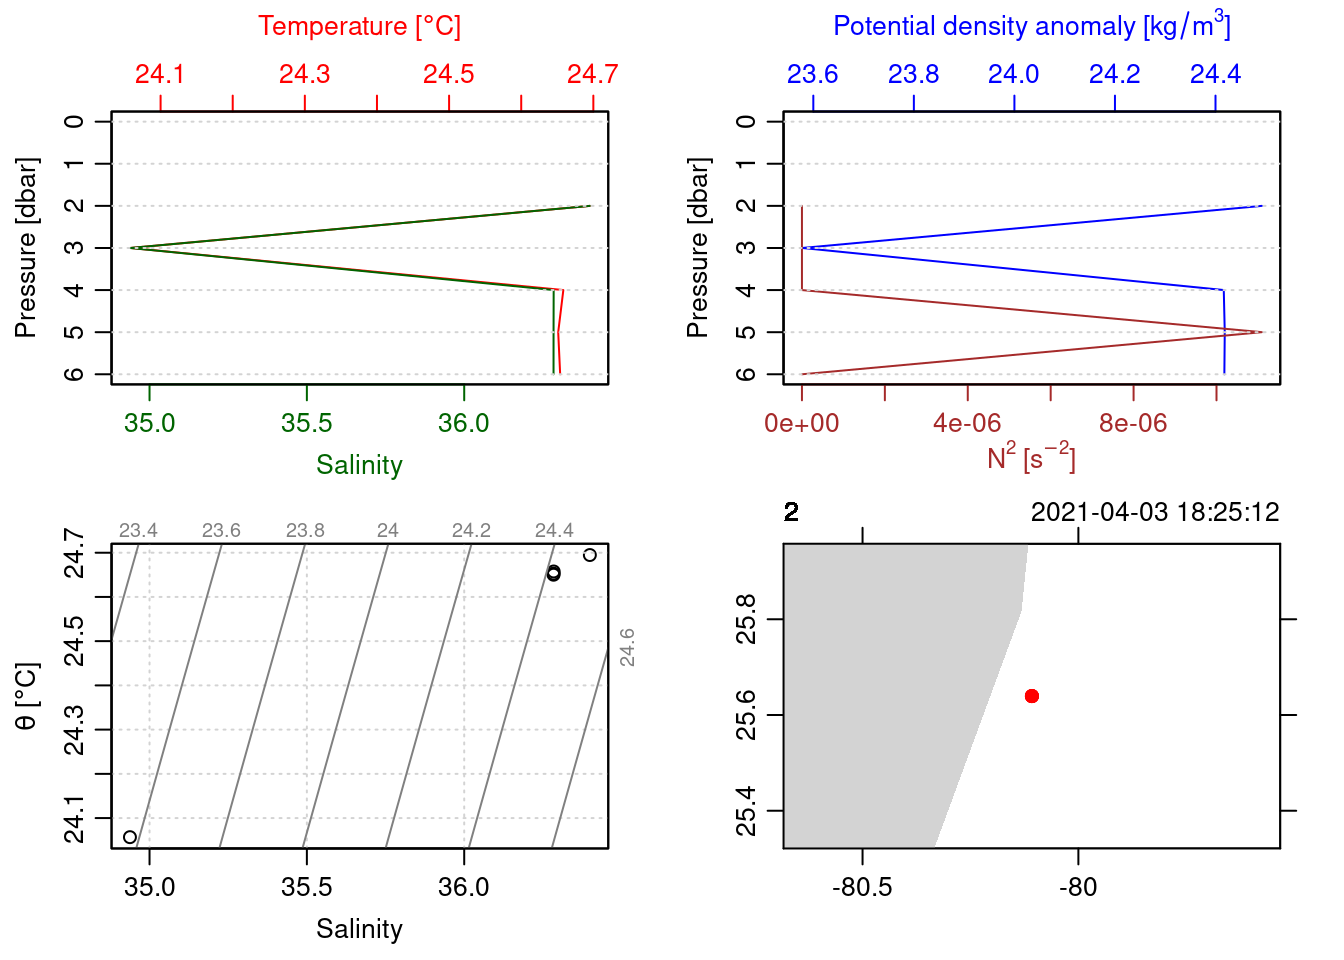 Temperature [°C]
24.1 24.3 24.5 24.7
Pressure [dbar]
0
1
2
3
4
5
6
35.0 35.5 36.0
Salinity
Potential density anomaly [kg/m³]
23.6 23.8 24.0 24.2 24.4
Pressure [dbar]
0
1
2
3
4
5
6
0e+00 4e-06 8e-06
N² [s⁻²]
23.4 23.6 23.8 24 24.2 24.4
24.6
θ [°C]
24.7
24.5
24.3
24.1
35.0 35.5 36.0
Salinity
2 2021-04-03 18:25:12
25.8
25.6
25.4
-80.5 -80